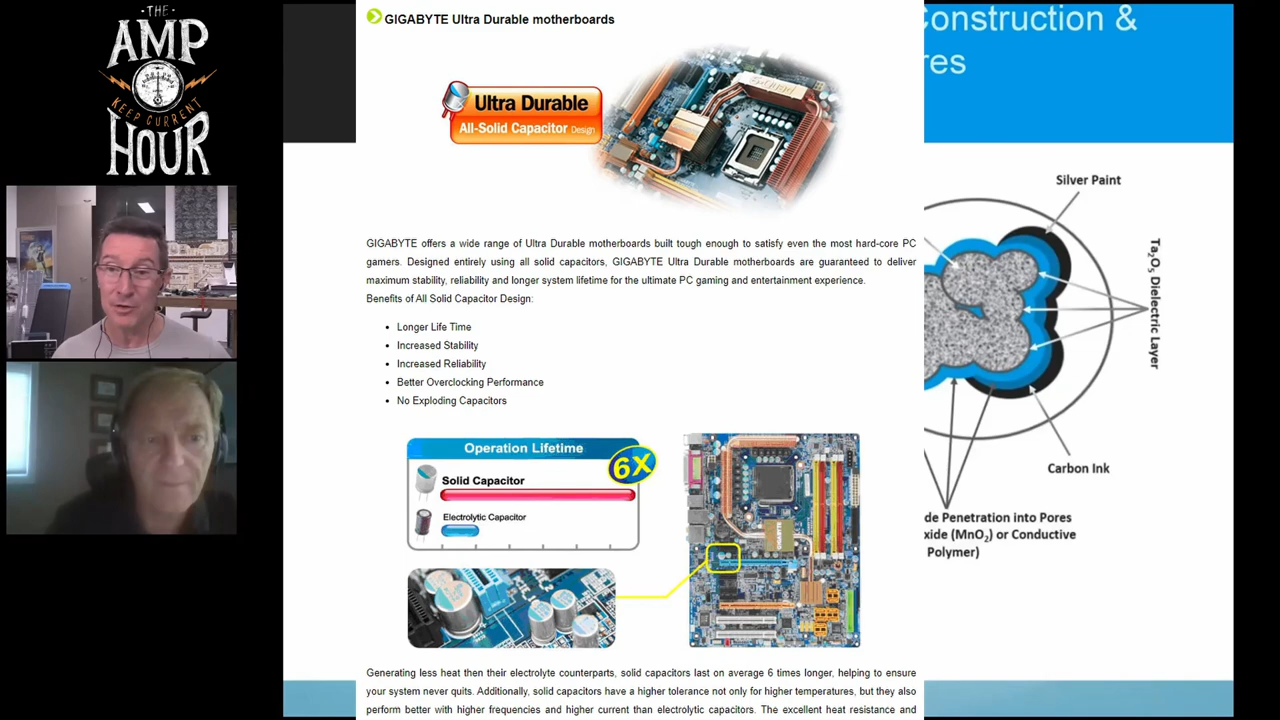 THE
AMP
KEEP CURRENT
HOUR
GIGABYTE Ultra Durable motherboards
Ultra Durable
All-Solid Capacitor Design
GIGABYTE offers a wide range of Ultra Durable motherboards built tough enough to satisfy even the most hard-core PC
gamers. Designed entirely using all solid capacitors, GIGABYTE Ultra Durable motherboards are guaranteed to deliver
maximum stability, reliability and longer system lifetime for the ultimate PC gaming and entertainment experience.
Benefits of All Solid Capacitor Design:
Longer Life Time
Increased Stability
Increased Reliability
Better Overclocking Performance
No Exploding Capacitors
Operation Lifetime
6X
Solid Capacitor
Electrolytic Capacitor
GIGABYTE
Generating less heat then their electrolyte counterparts, solid capacitors last on average 6 times longer, helping to ensure
your system never quits. Additionally, solid capacitors have a higher tolerance not only for higher temperatures, but they also
perform better with higher frequencies and higher current than electrolytic capacitors. The excellent heat resistance and
onstruction &
res
Silver Paint
Ta2O5 Dielectric Layer
Carbon Ink
de Penetration into Pores
xide (MnO2) or Conductive
Polymer)